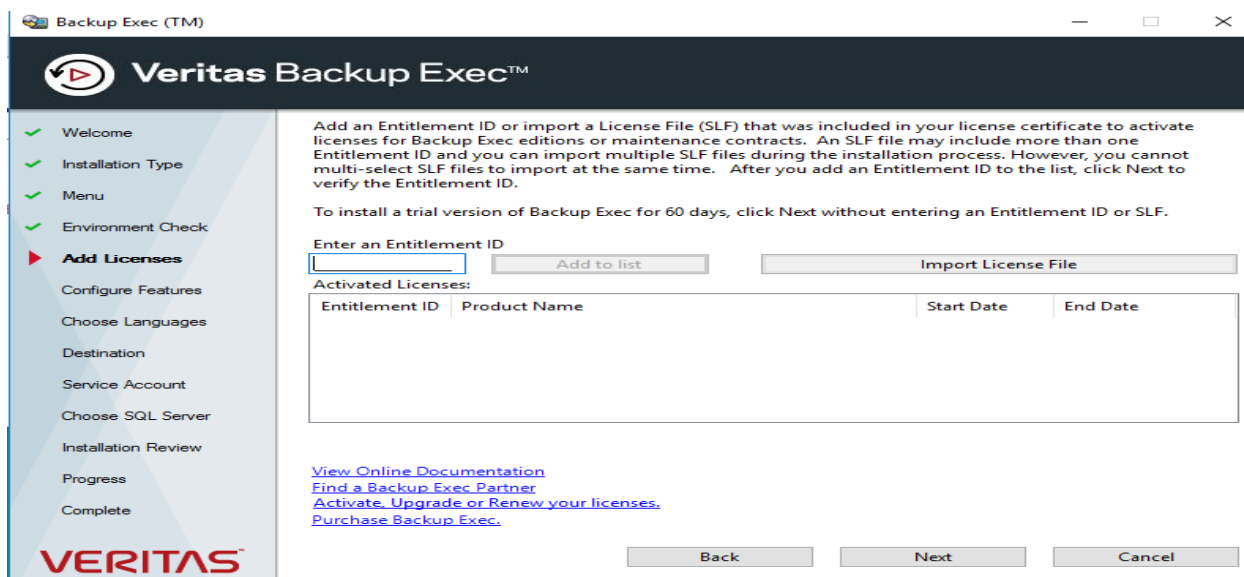 Backup Exec (TM)
Veritas Backup Exec™
Welcome
Installation Type
Menu
Environment Check
Add Licenses
Configure Features
Choose Languages
Destination
Service Account
Choose SQL Server
Installation Review
Progress
Complete
VERITAS™
Add an Entitlement ID or import a License File (SLF) that was included in your license certificate to activate
licenses for Backup Exec editions or maintenance contracts. An SLF file may include more than one
Entitlement ID and you can import multiple SLF files during the installation process. However, you cannot
multi-select SLF files to import at the same time. After you add an Entitlement ID to the list, click Next to
verify the Entitlement ID.
To install a trial version of Backup Exec for 60 days, click Next without entering an Entitlement ID or SLF.
Enter an Entitlement ID
Add to list
Import License File
Activated Licenses:
Entitlement ID Product Name Start Date End Date
View Online Documentation
Find a Backup Exec Partner
Activate, Upgrade or Renew your licenses.
Purchase Backup Exec.
Back Next Cancel